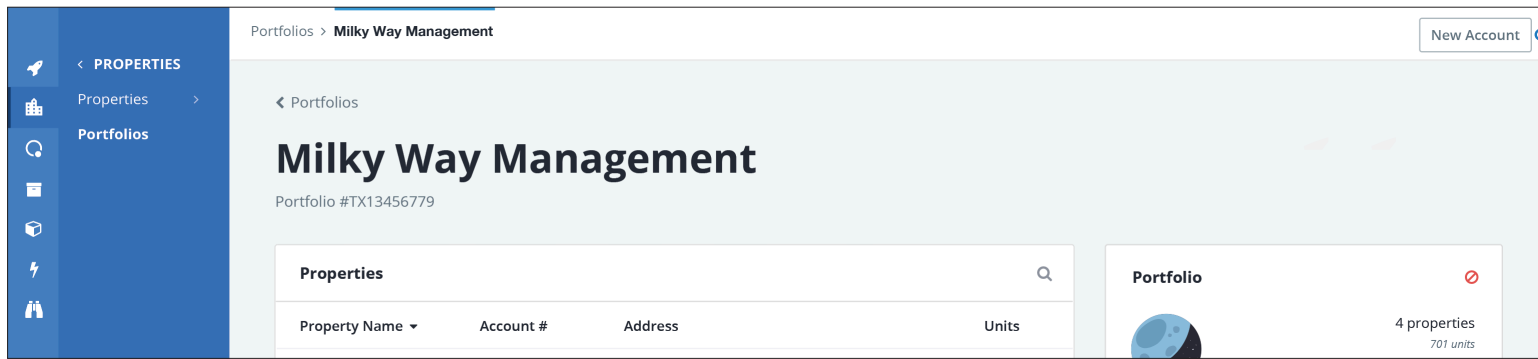 Portfolios > Milky Way Management
New Account
< PROPERTIES
Properties >
Portfolios
Portfolios
Milky Way Management
Portfolio #TX13456779
Properties
Property Name Account # Address Units
Portfolio
4 properties
701 units